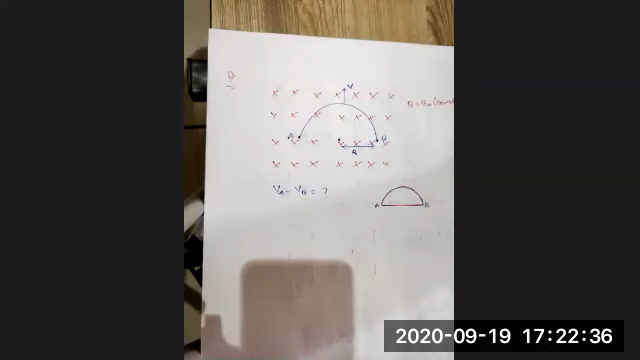 Q
V
B = B₀ (const
A
B
R
V_A - V_B = ?
A
B
2020-09-19 17:22:36